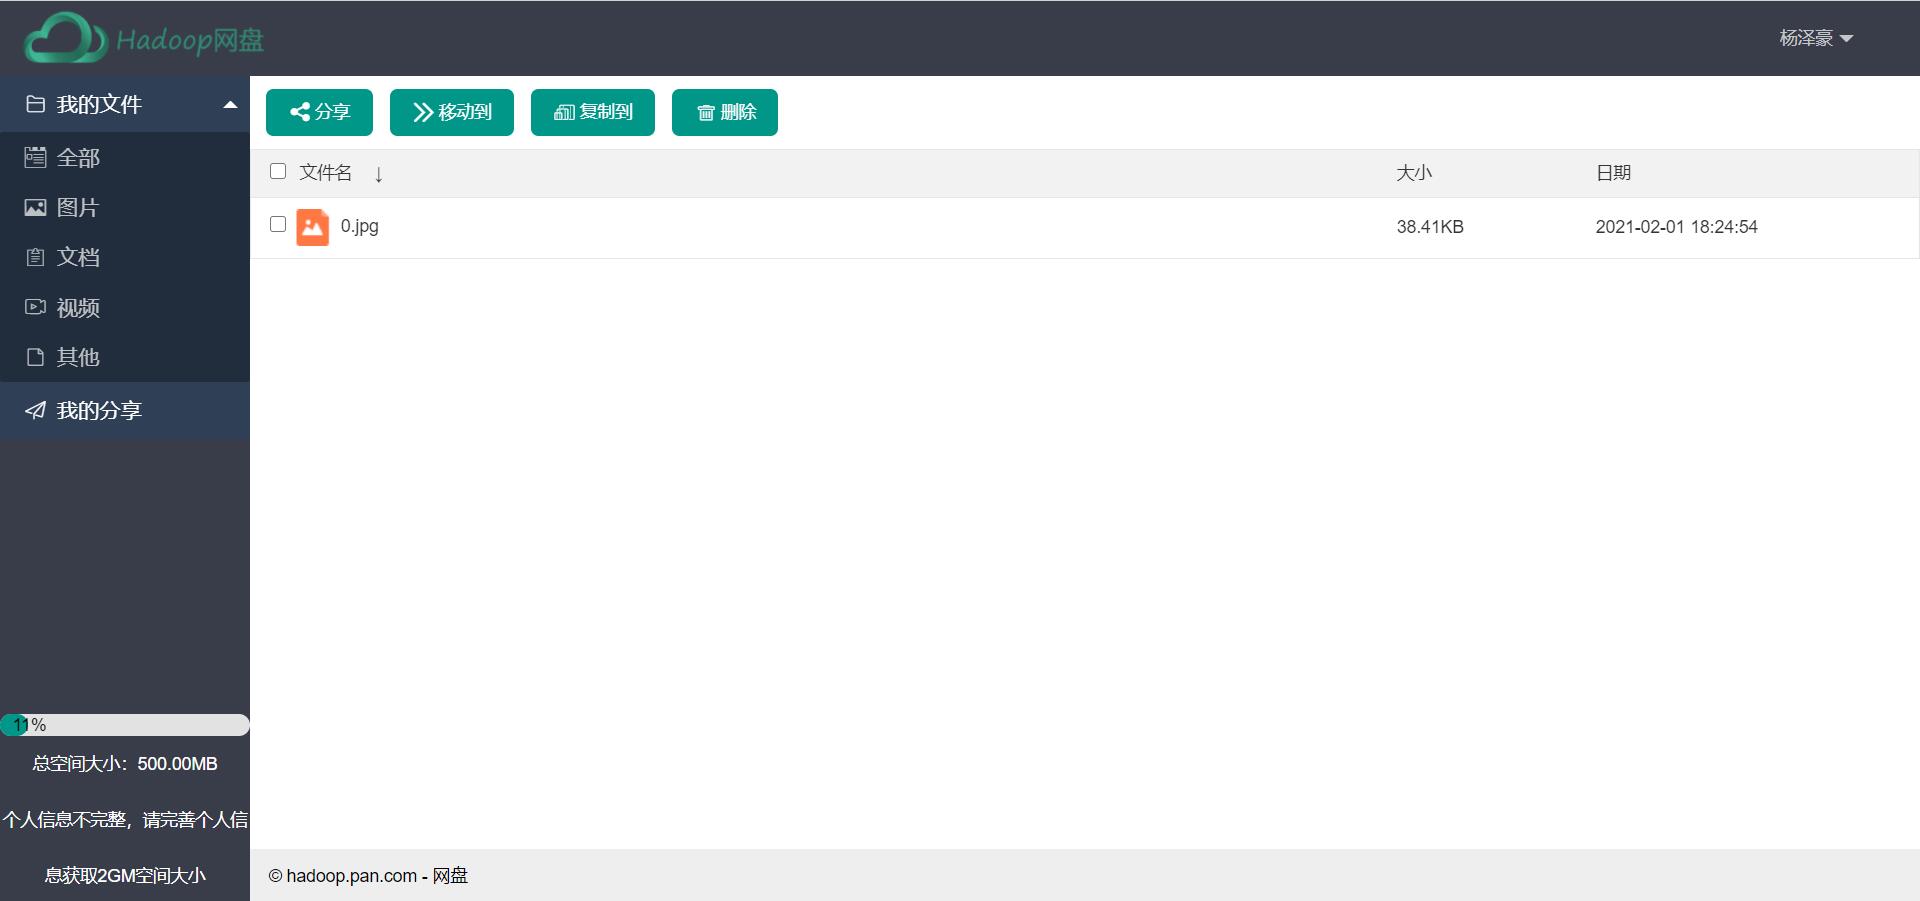 Hadoop网盘
杨泽豪
我的文件
全部
图片
文档
视频
其他
我的分享
11%
总空间大小：500.00MB
个人信息不完整，请完善个人信
息获取2GM空间大小
分享 移动到 复制到 删除
文件名 ↓ 大小 日期
0.jpg 38.41KB 2021-02-01 18:24:54
© hadoop.pan.com - 网盘